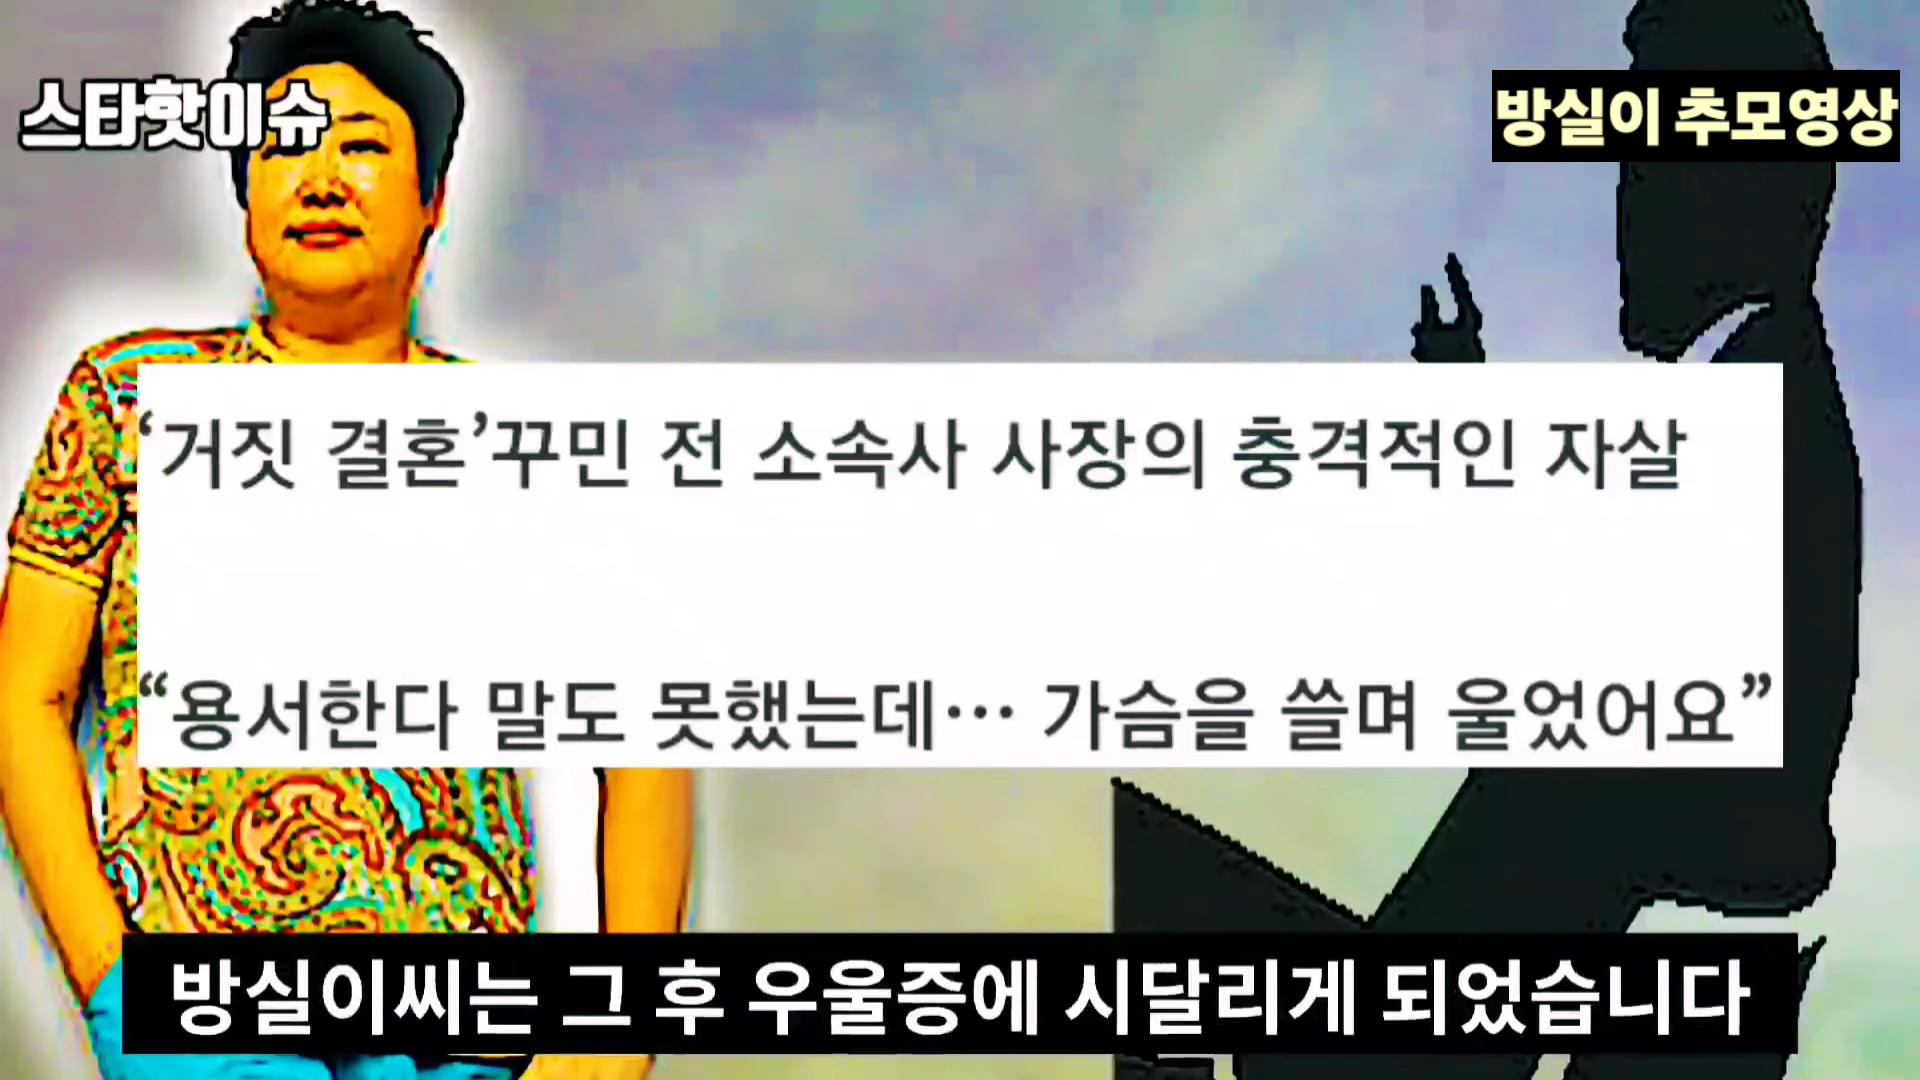 스타핫이슈
방실이 추모영상
‘거짓 결혼’꾸민 전 소속사 사장의 충격적인 자살
“용서한다 말도 못했는데… 가슴을 쓸며 울었어요”
방실이씨는 그 후 우울증에 시달리게 되었습니다